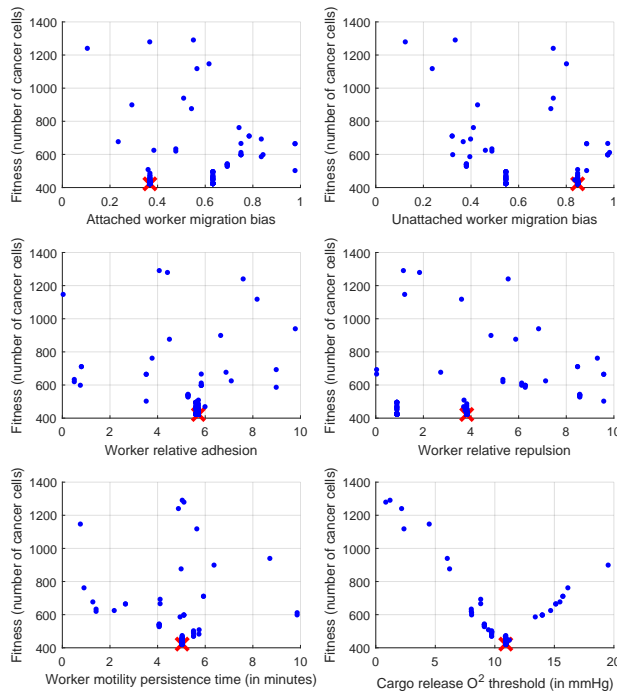 1400
1200
1000
800
600
400
0 0.2 0.4 0.6 0.8 1
Fitness (number of cancer cells)
Attached worker migration bias
1400
1200
1000
800
600
400
0 0.2 0.4 0.6 0.8 1
Fitness (number of cancer cells)
Unattached worker migration bias
1400
1200
1000
800
600
400
0 2 4 6 8 10
Fitness (number of cancer cells)
Worker relative adhesion
1400
1200
1000
800
600
400
0 2 4 6 8 10
Fitness (number of cancer cells)
Worker relative repulsion
1400
1200
1000
800
600
400
0 2 4 6 8 10
Fitness (number of cancer cells)
Worker motility persistence time (in minutes)
1400
1200
1000
800
600
400
0 5 10 15 20
Fitness (number of cancer cells)
Cargo release O² threshold (in mmHg)